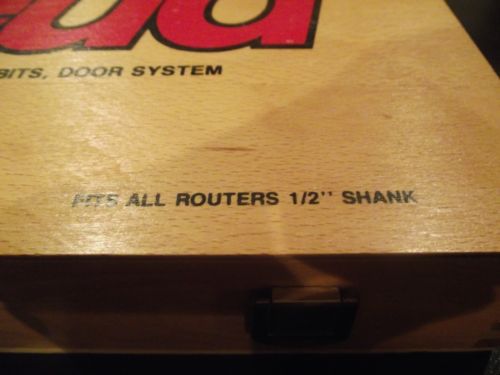 BITS, DOOR SYSTEM
FITS ALL ROUTERS 1/2" SHANK